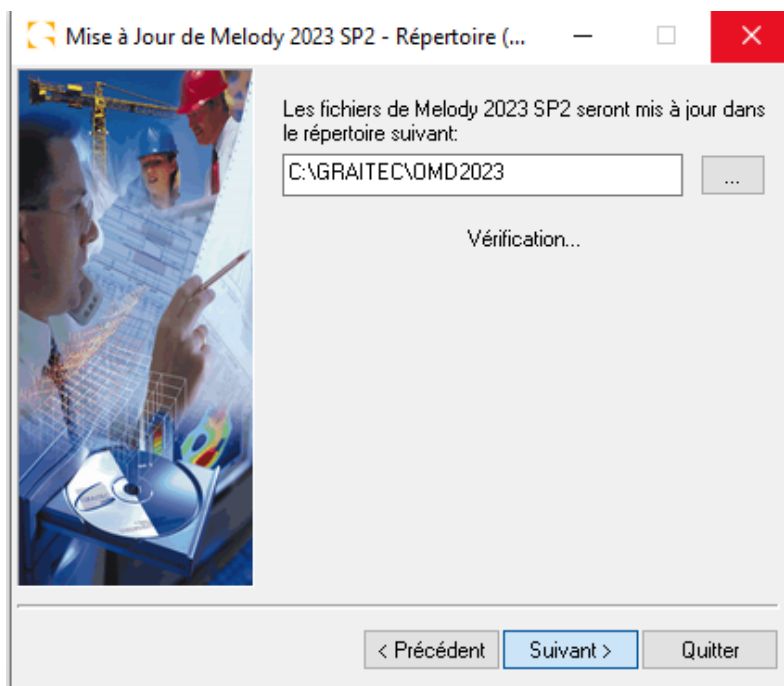 Mise à Jour de Melody 2023 SP2 - Répertoire (...
Les fichiers de Melody 2023 SP2 seront mis à jour dans
le répertoire suivant:
C:\GRAITEC\OMD2023
...
Vérification...
< Précédent
Suivant >
Quitter